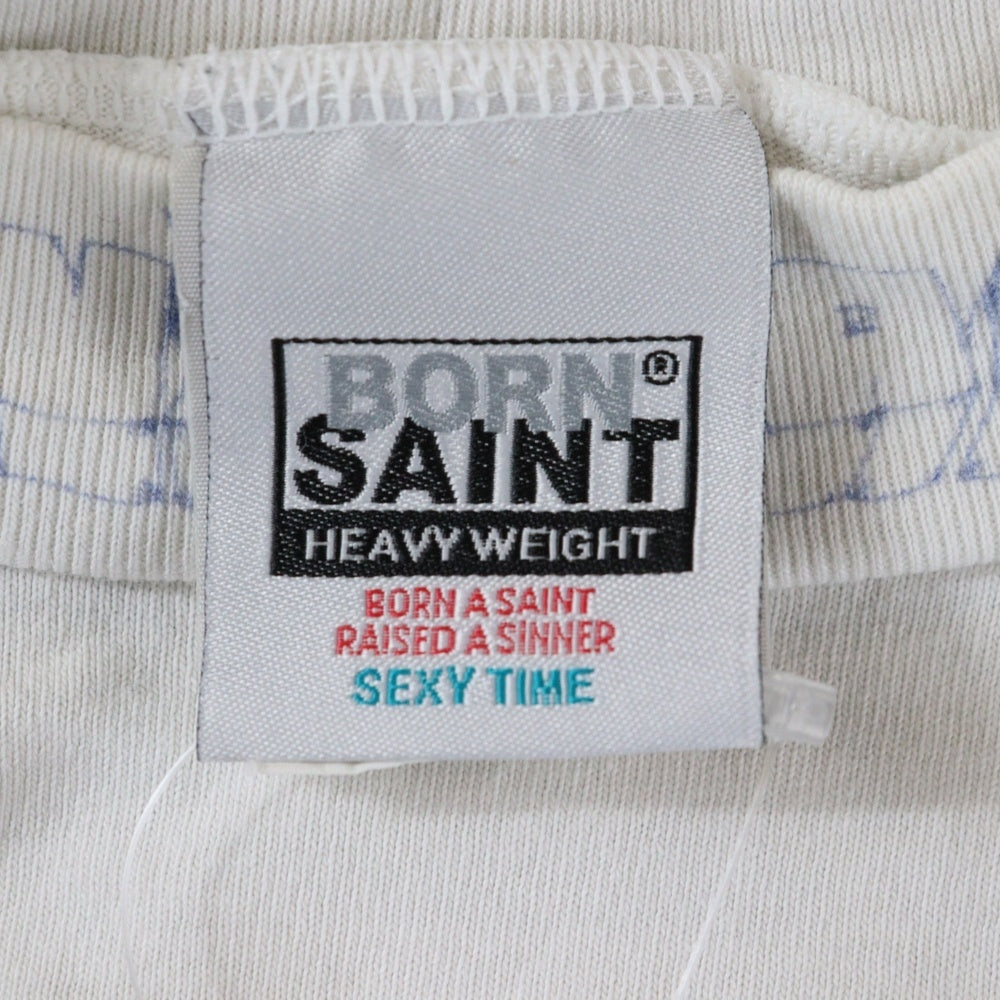 BORN®
SAINT
HEAVY WEIGHT
BORN A SAINT
RAISED A SINNER
SEXY TIME